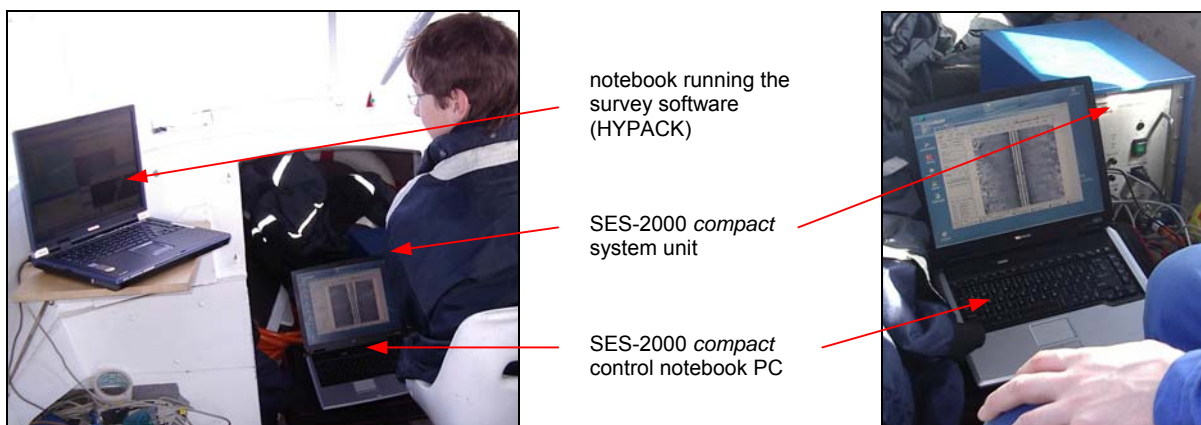 notebook running the
survey software
(HYPACK)
SES-2000 compact
system unit
SES-2000 compact
control notebook PC